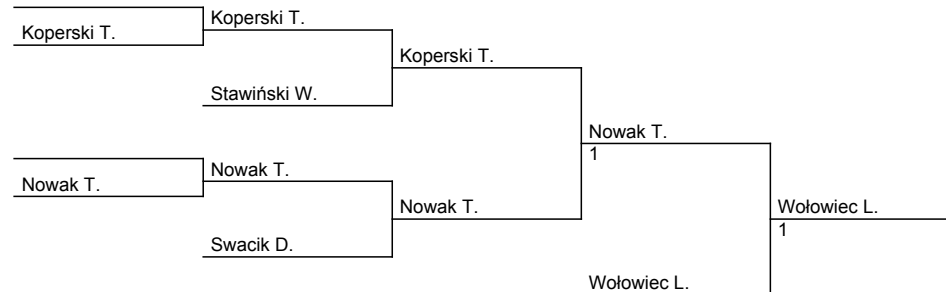 Koperski T.
Koperski T.
Koperski T.
Stawiński W.
Nowak T.
1
Nowak T.
Nowak T.
Nowak T.
Wołowiec L.
1
Swacik D.
Wołowiec L.